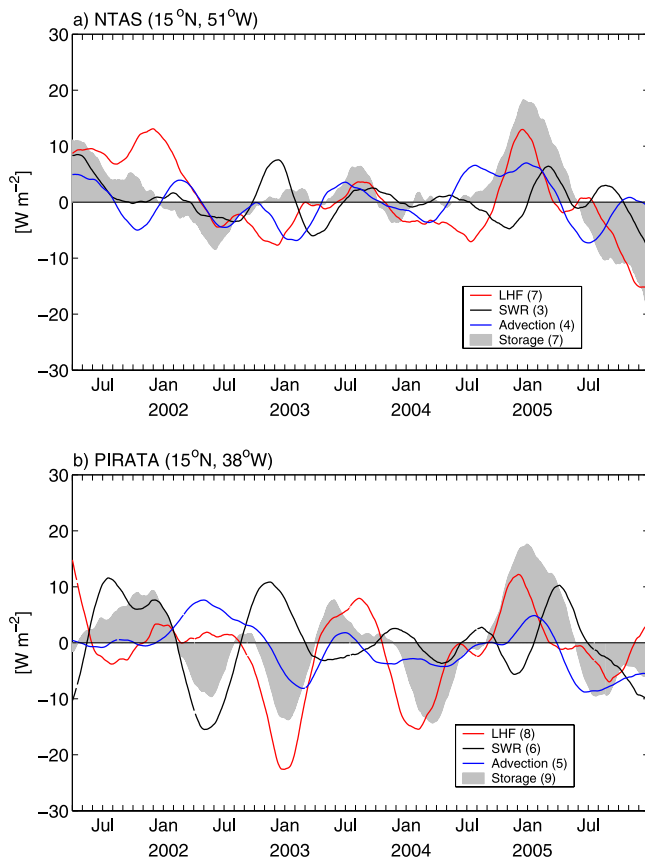 a) NTAS (15°N, 51°W)
30
20
10
0
−10
−20
−30
[W m⁻²]
LHF (7)
SWR (3)
Advection (4)
Storage (7)
Jul Jan Jul Jan Jul Jan Jul Jan Jul
2002 2003 2004 2005
b) PIRATA (15°N, 38°W)
30
20
10
0
−10
−20
−30
[W m⁻²]
LHF (8)
SWR (6)
Advection (5)
Storage (9)
Jul Jan Jul Jan Jul Jan Jul Jan Jul
2002 2003 2004 2005